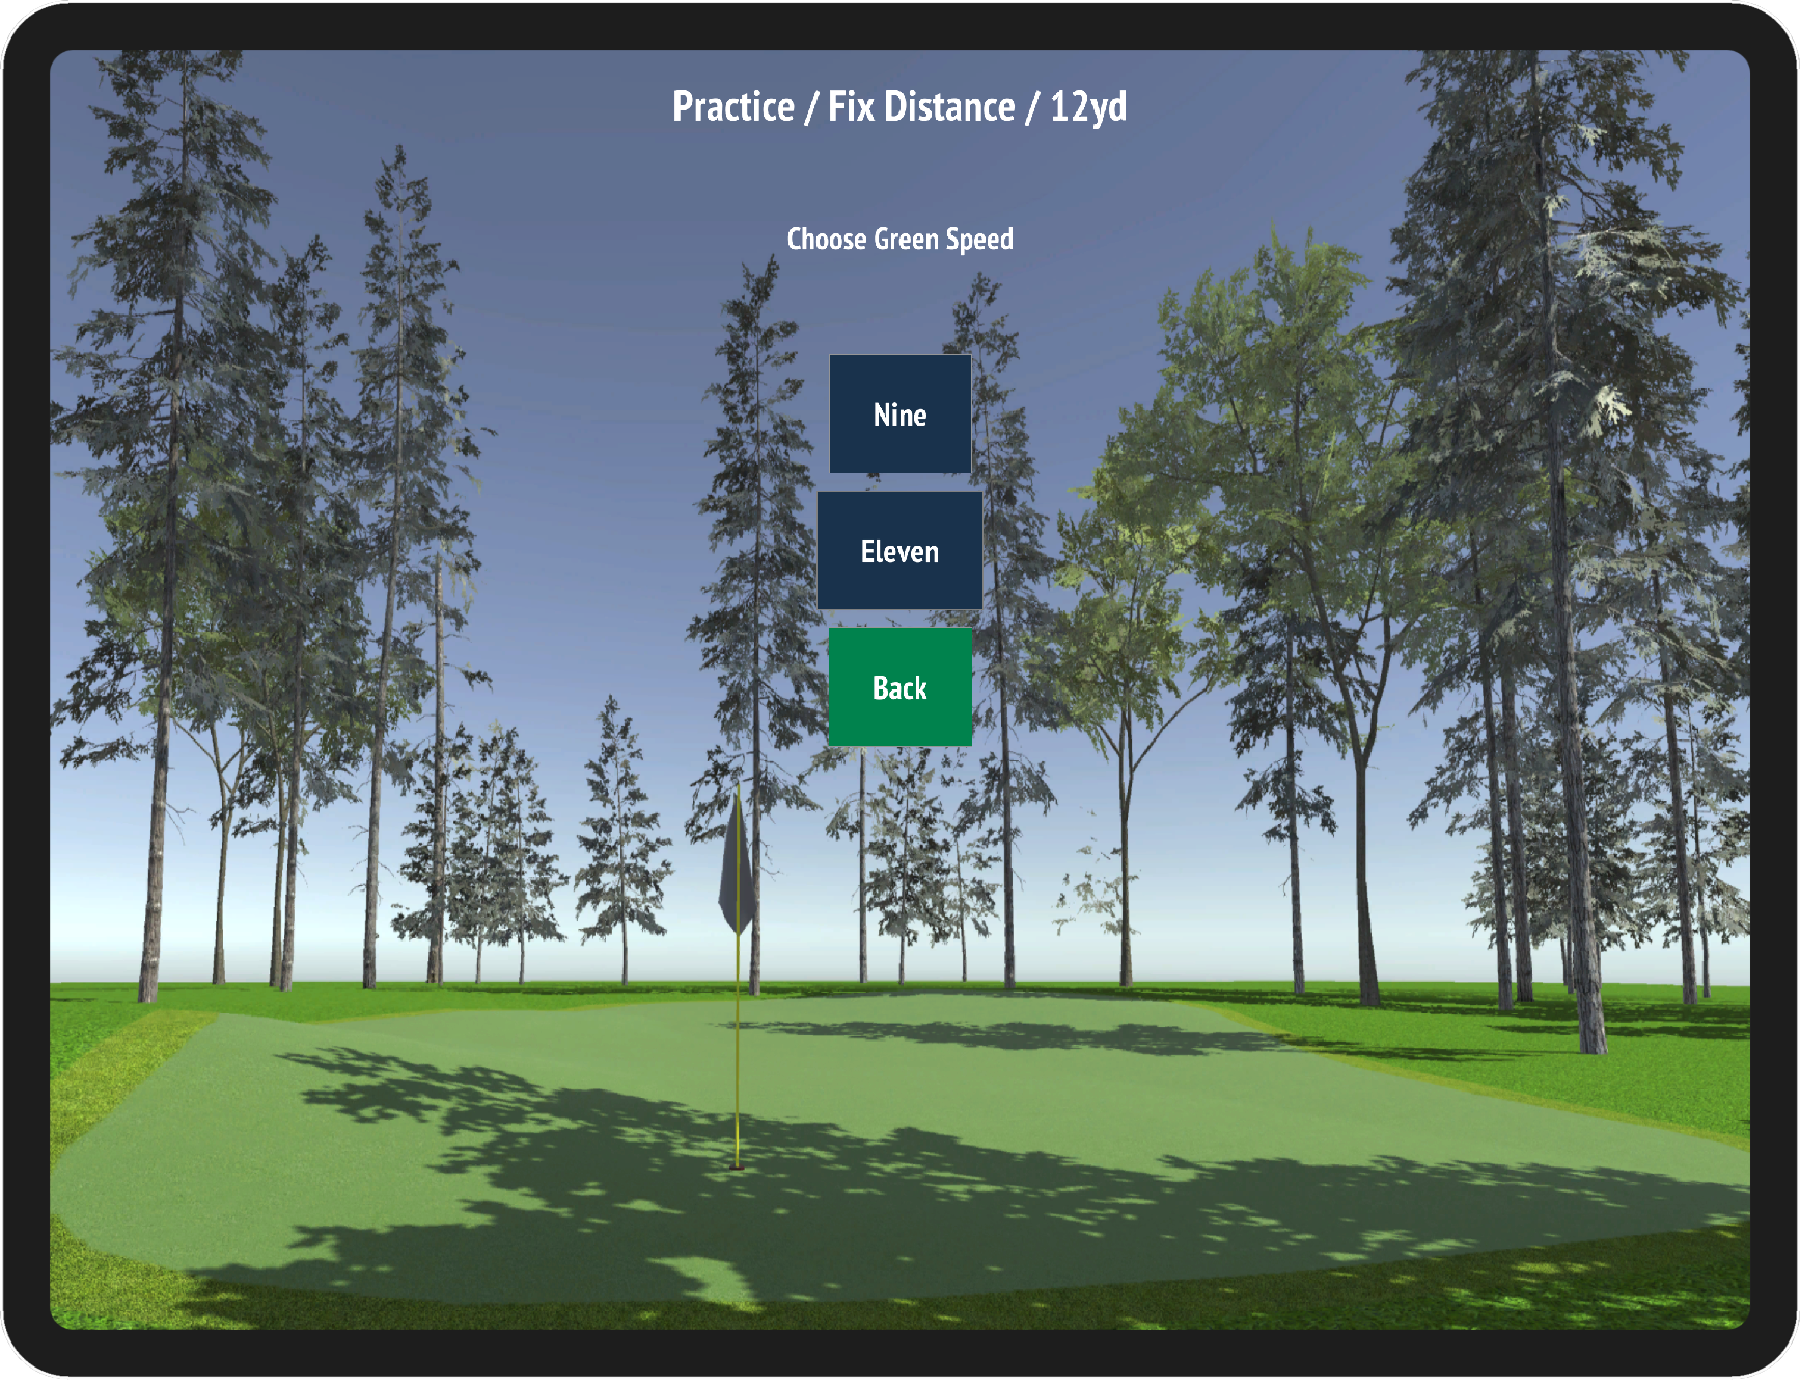 Practice / Fix Distance / 12yd
Choose Green Speed
Nine
Eleven
Back